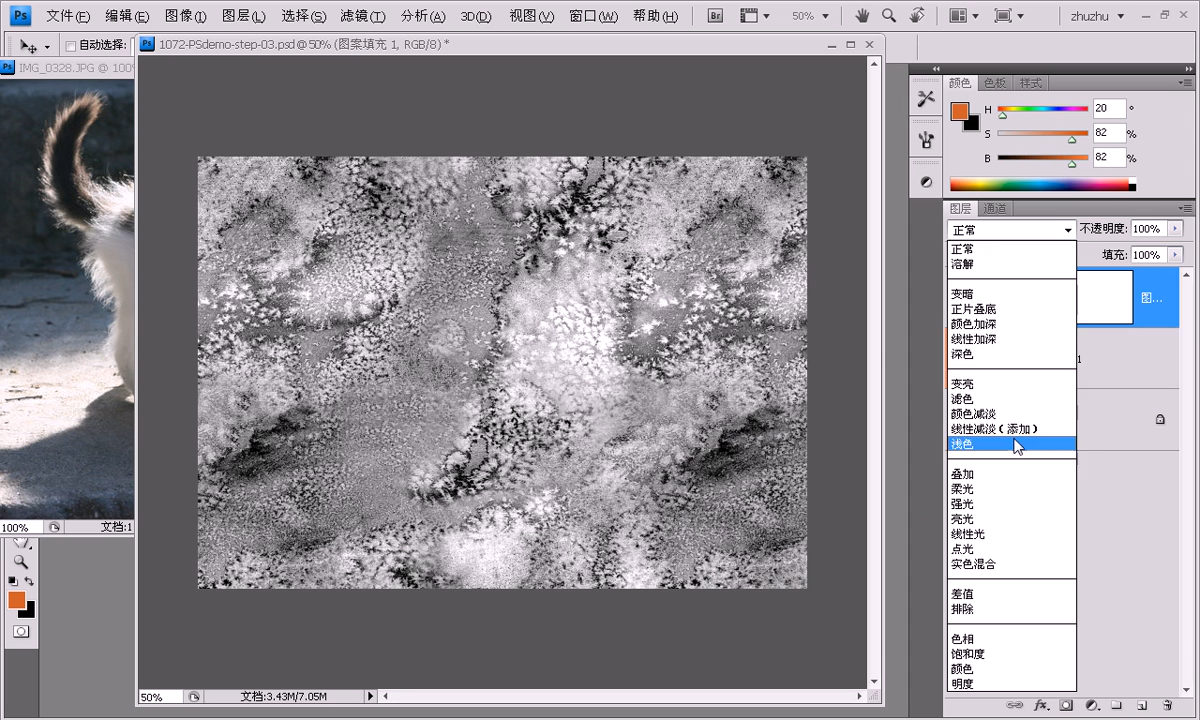 Ps 文件(F) 编辑(E) 图像(I) 图层(L) 选择(S) 滤镜(T) 分析(A) 3D(D) 视图(V) 窗口(W) 帮助(H) Br 50% zhuzhu
自动选择:
Ps IMG_0328.JPG @ 100%
Ps 1072-PSdemo-step-03.psd @ 50% (图案填充 1, RGB/8) *
颜色 色板 样式
H 20 °
S 82 %
B 82 %
图层 通道
正常 不透明度: 100%
填充: 100%
正常
溶解
变暗
正片叠底
颜色加深
线性加深
深色
变亮
滤色
颜色减淡
线性减淡(添加)
浅色
叠加
柔光
强光
亮光
线性光
点光
实色混合
差值
排除
色相
饱和度
颜色
明度
图...
1
100% 文档:1
50% 文档:3.43M/7.05M
fx